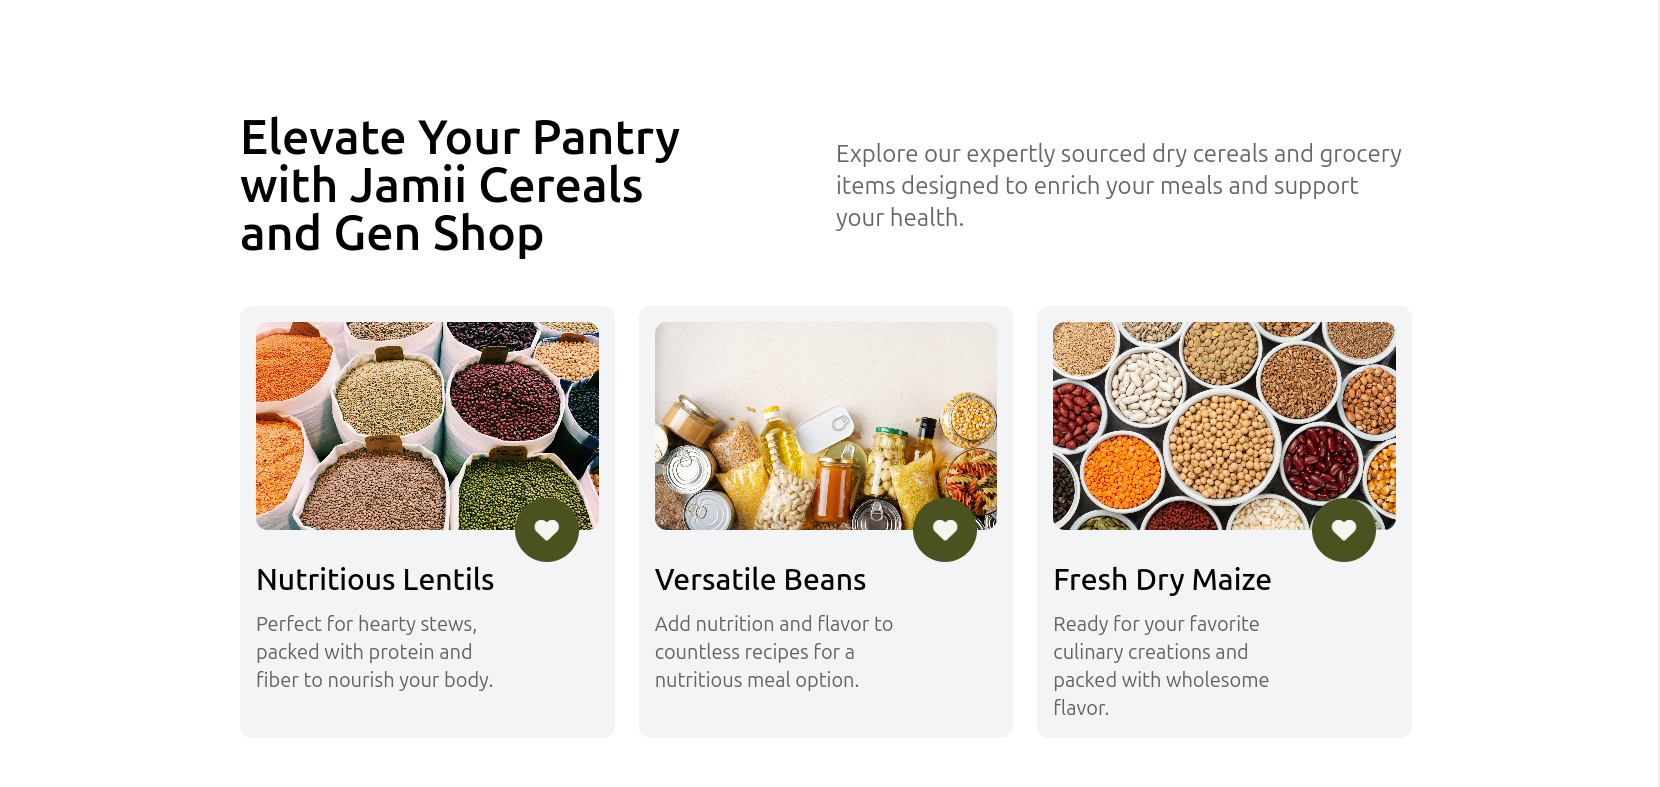 Elevate Your Pantry
with Jamii Cereals
and Gen Shop
Explore our expertly sourced dry cereals and grocery
items designed to enrich your meals and support
your health.
Nutritious Lentils
Perfect for hearty stews,
packed with protein and
fiber to nourish your body.
Versatile Beans
Add nutrition and flavor to
countless recipes for a
nutritious meal option.
Fresh Dry Maize
Ready for your favorite
culinary creations and
packed with wholesome
flavor.